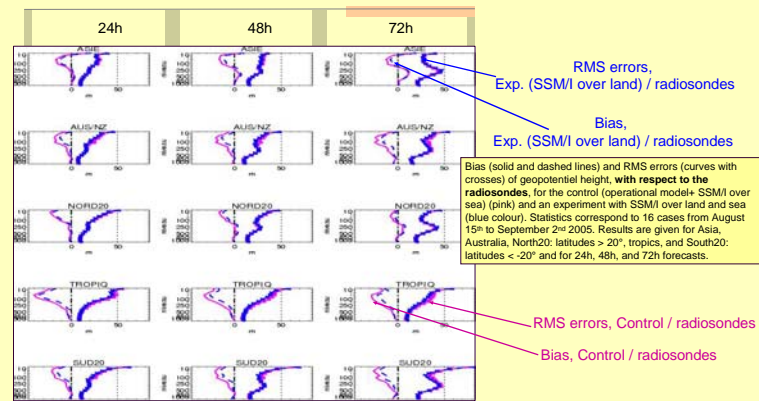 24h 48h 72h
ASIE ASIE ASIE
AUS/NZ AUS/NZ AUS/NZ
NORD20 NORD20 NORD20
TROPIQ TROPIQ TROPIQ
SUD20 SUD20 SUD20
RMS errors,
Exp. (SSM/I over land) / radiosondes
Bias,
Exp. (SSM/I over land) / radiosondes
Bias (solid and dashed lines) and RMS errors (curves with
crosses) of geopotential height, with respect to the
radiosondes, for the control (operational model+ SSM/I over
sea) (pink) and an experiment with SSM/I over land and sea
(blue colour). Statistics correspond to 16 cases from August
15th to September 2nd 2005. Results are given for Asia,
Australia, North20: latitudes > 20°, tropics, and South20:
latitudes < -20° and for 24h, 48h, and 72h forecasts.
RMS errors, Control / radiosondes
Bias, Control / radiosondes